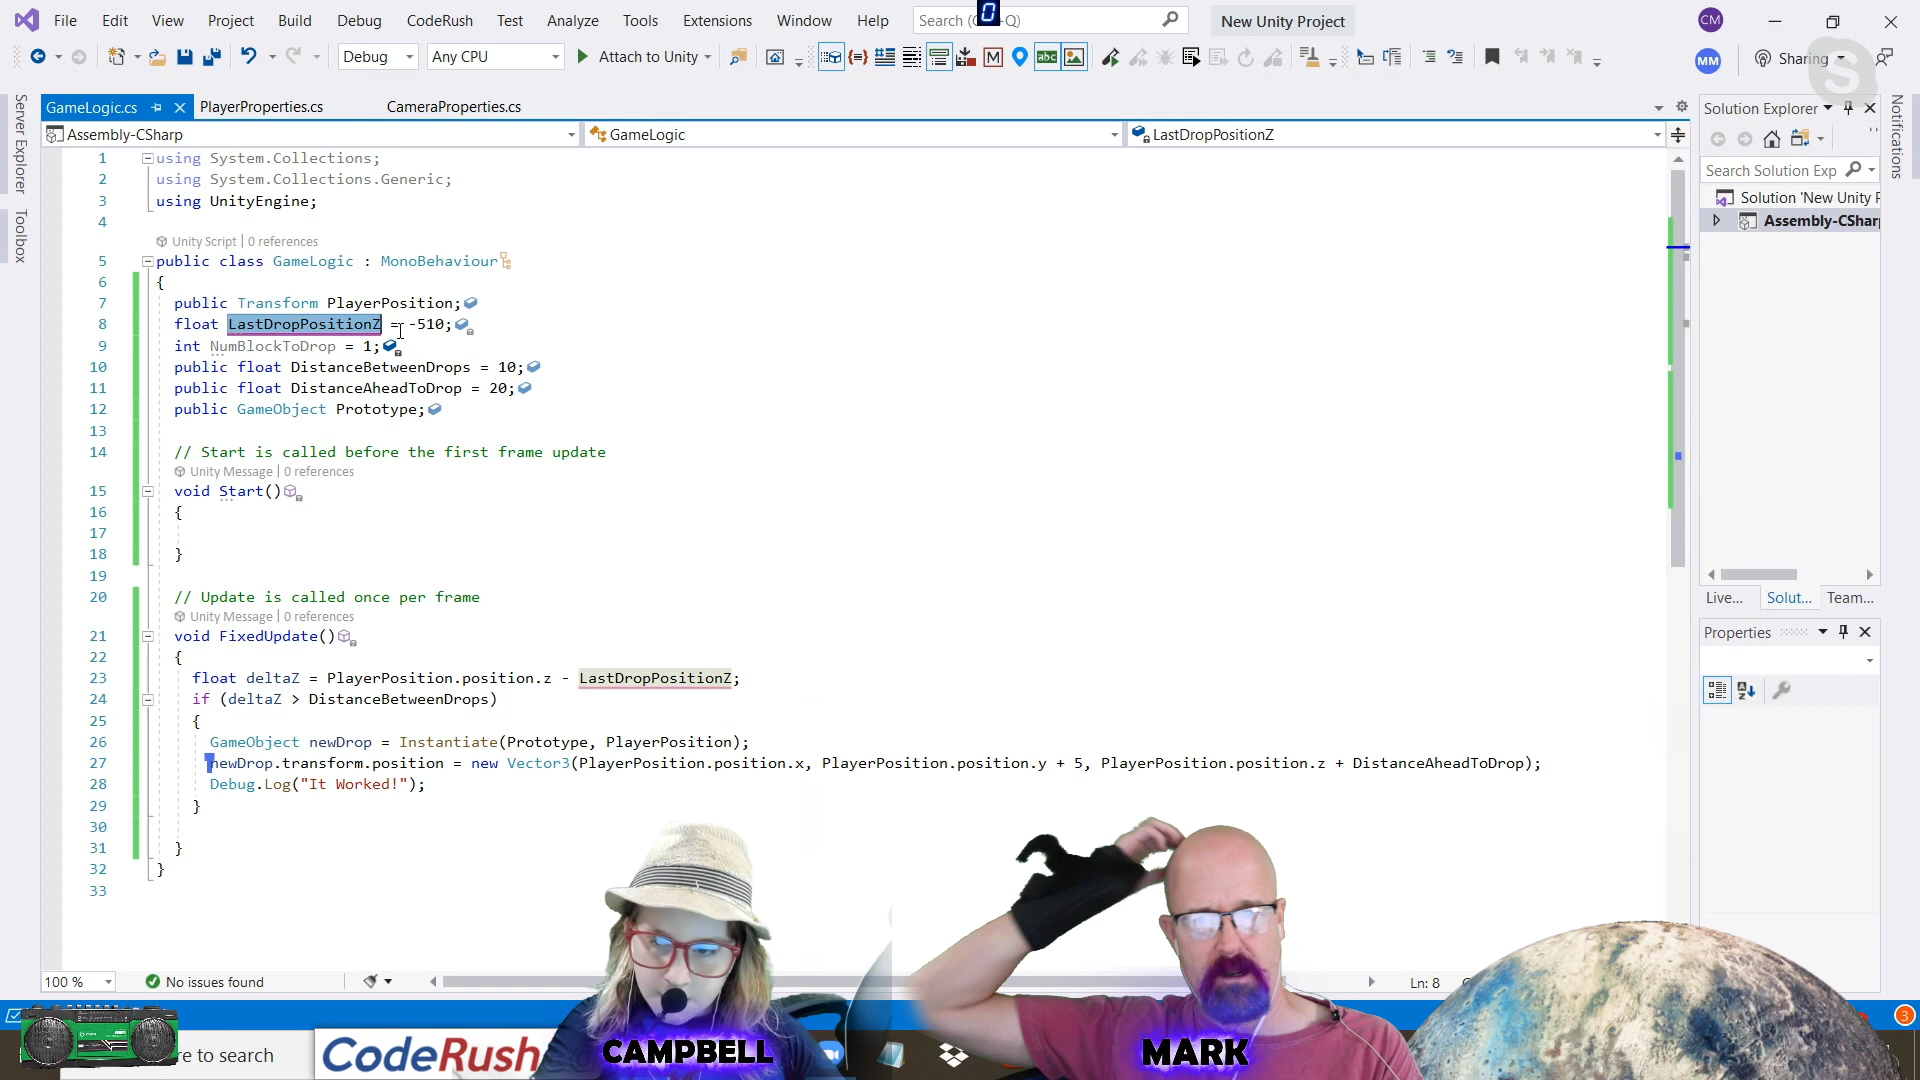 File Edit View Project Build Debug CodeRush Test Analyze Tools Extensions Window Help Search (C 0 Q) New Unity Project CM
Debug Any CPU Attach to Unity MM Sharing
GameLogic.cs PlayerProperties.cs CameraProperties.cs
Assembly-CSharp GameLogic LastDropPositionZ
Server Explorer
Toolbox
1 using System.Collections;
2 using System.Collections.Generic;
3 using UnityEngine;
4
Unity Script | 0 references
5 public class GameLogic : MonoBehaviour
6 {
7 public Transform PlayerPosition;
8 float LastDropPositionZ = -510;
9 int NumBlockToDrop = 1;
10 public float DistanceBetweenDrops = 10;
11 public float DistanceAheadToDrop = 20;
12 public GameObject Prototype;
13
14 // Start is called before the first frame update
Unity Message | 0 references
15 void Start()
16 {
17
18 }
19
20 // Update is called once per frame
Unity Message | 0 references
21 void FixedUpdate()
22 {
23 float deltaZ = PlayerPosition.position.z - LastDropPositionZ;
24 if (deltaZ > DistanceBetweenDrops)
25 {
26 GameObject newDrop = Instantiate(Prototype, PlayerPosition);
27 newDrop.transform.position = new Vector3(PlayerPosition.position.x, PlayerPosition.position.y + 5, PlayerPosition.position.z + DistanceAheadToDrop);
28 Debug.Log("It Worked!");
29 }
30
31 }
32 }
33
Solution Explorer
Search Solution Exp
Solution 'New Unity P
Assembly-CShar
Live... Solut... Team...
Properties
Notifications
100 % No issues found Ln: 8
3
re to search
CodeRush
CAMPBELL
MARK